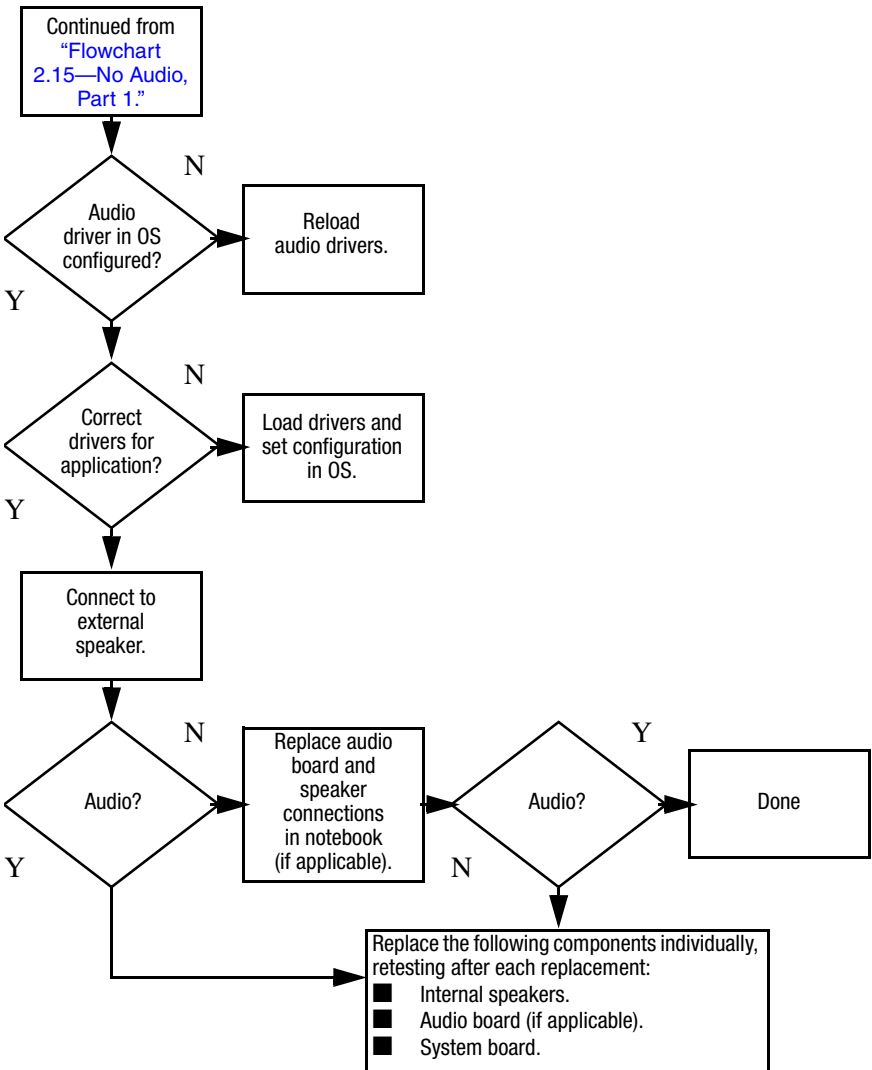 Continued from
“Flowchart
2.15—No Audio,
Part 1.”
N
Audio
driver in OS
configured?
Reload
audio drivers.
Y
N
Correct
drivers for
application?
Load drivers and
set configuration
in OS.
Y
Connect to
external
speaker.
N
Audio?
Replace audio
board and
speaker
connections
in notebook
(if applicable).
Y
Audio?
Y
Done
N
Replace the following components individually,
retesting after each replacement:
■ Internal speakers.
■ Audio board (if applicable).
■ System board.